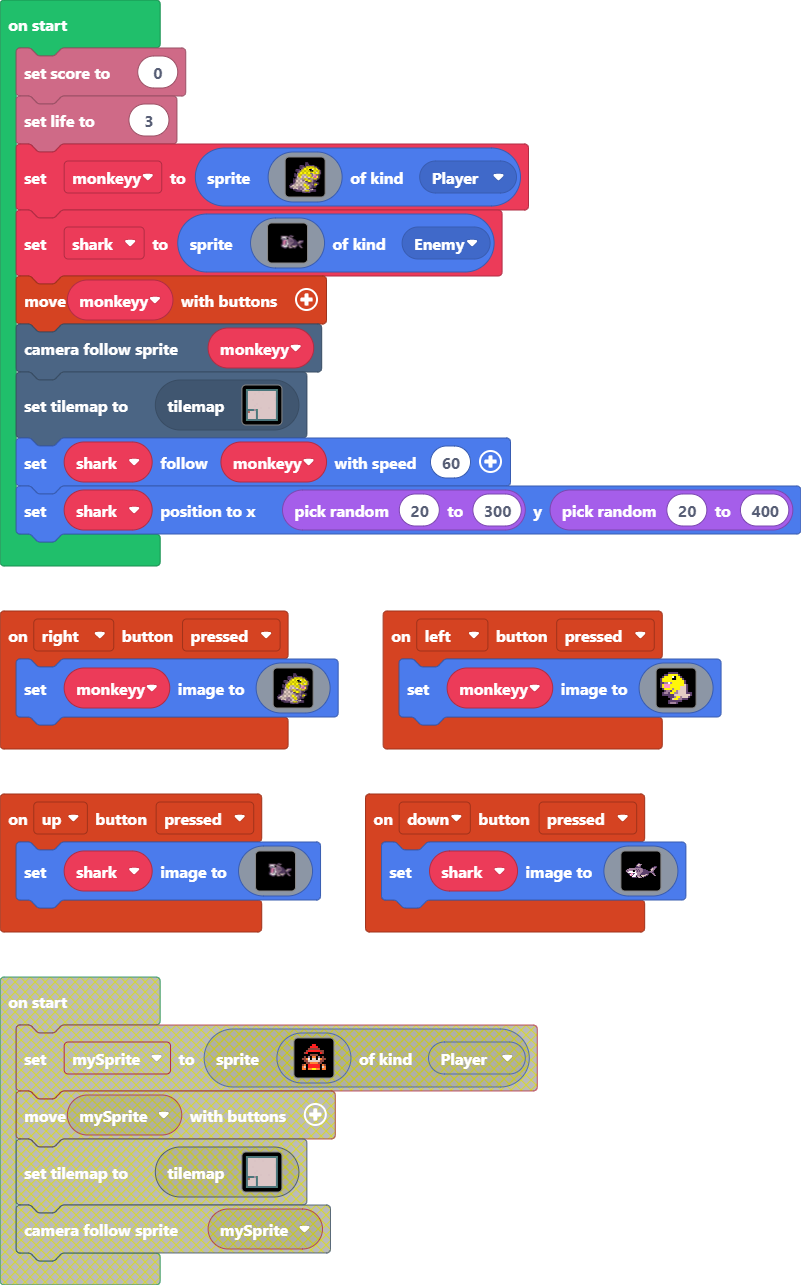 on start
set score to 0
set life to 3
set monkeyy to sprite of kind Player
set shark to sprite of kind Enemy
move monkeyy with buttons
camera follow sprite monkeyy
set tilemap to tilemap
set shark follow monkeyy with speed 60
set shark position to x pick random 20 to 300 y pick random 20 to 400
on right button pressed
set monkeyy image to
on left button pressed
set monkeyy image to
on up button pressed
set shark image to
on down button pressed
set shark image to
on start
set mySprite to sprite of kind Player
move mySprite with buttons
set tilemap to tilemap
camera follow sprite mySprite